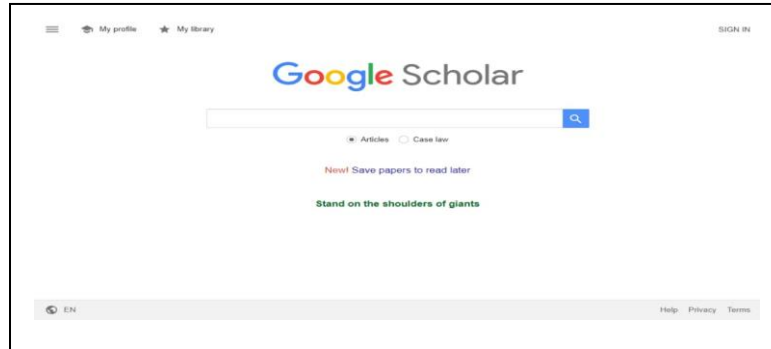 My profile My library SIGN IN
Google Scholar
Articles Case law
New! Save papers to read later
Stand on the shoulders of giants
EN Help Privacy Terms